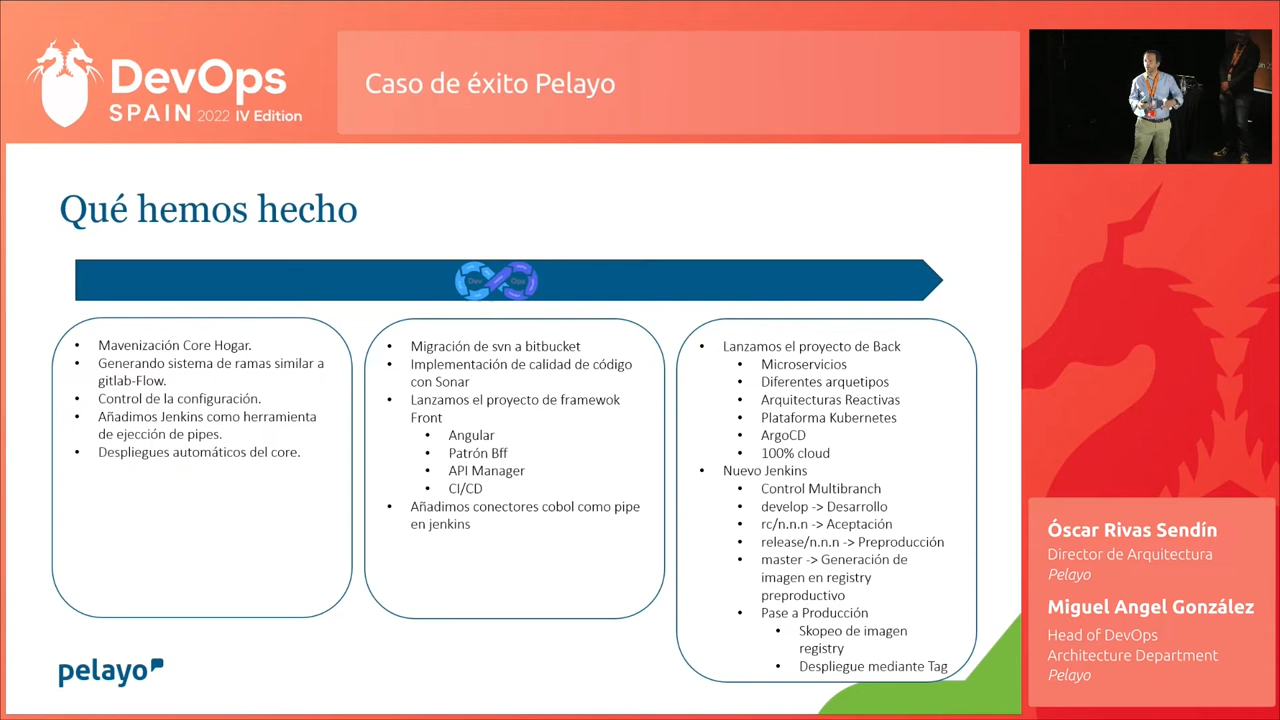 DevOps
SPAIN 2022 IV Edition
Caso de éxito Pelayo
Qué hemos hecho
Dev Ops
• Mavenización Core Hogar.
• Generando sistema de ramas similar a
gitlab-Flow.
• Control de la configuración.
• Añadimos Jenkins como herramienta
de ejección de pipes.
• Despliegues automáticos del core.
• Migración de svn a bitbucket
• Implementación de calidad de código
con Sonar
• Lanzamos el proyecto de framewok
Front
• Angular
• Patrón Bff
• API Manager
• CI/CD
• Añadimos conectores cobol como pipe
en jenkins
• Lanzamos el proyecto de Back
• Microservicios
• Diferentes arquetipos
• Arquitecturas Reactivas
• Plataforma Kubernetes
• ArgoCD
• 100% cloud
• Nuevo Jenkins
• Control Multibranch
• develop -> Desarrollo
• rc/n.n.n -> Aceptación
• release/n.n.n -> Preproducción
• master -> Generación de
imagen en registry
preproductivo
• Pase a Producción
• Skopeo de imagen
registry
• Despliegue mediante Tag
pelayo
Óscar Rivas Sendín
Director de Arquitectura
Pelayo
Miguel Angel González
Head of DevOps
Architecture Department
Pelayo